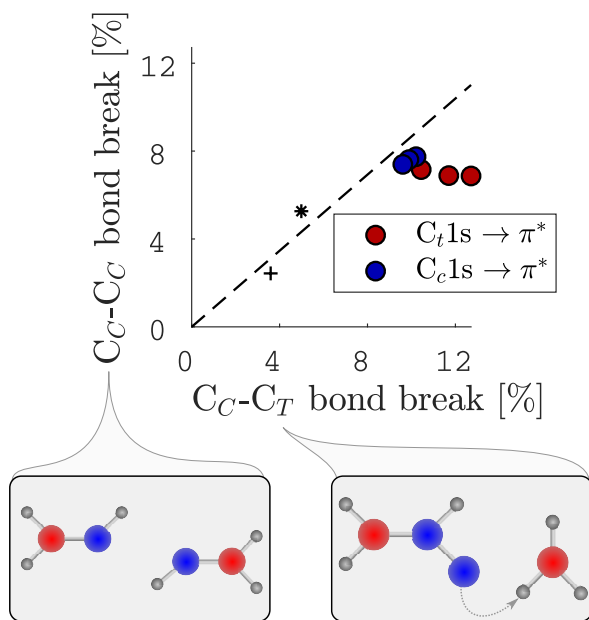 C_C-C_C bond break [%]
12
8
4
0
0 4 8 12
C_t1s → π*
C_c1s → π*
C_C-C_T bond break [%]